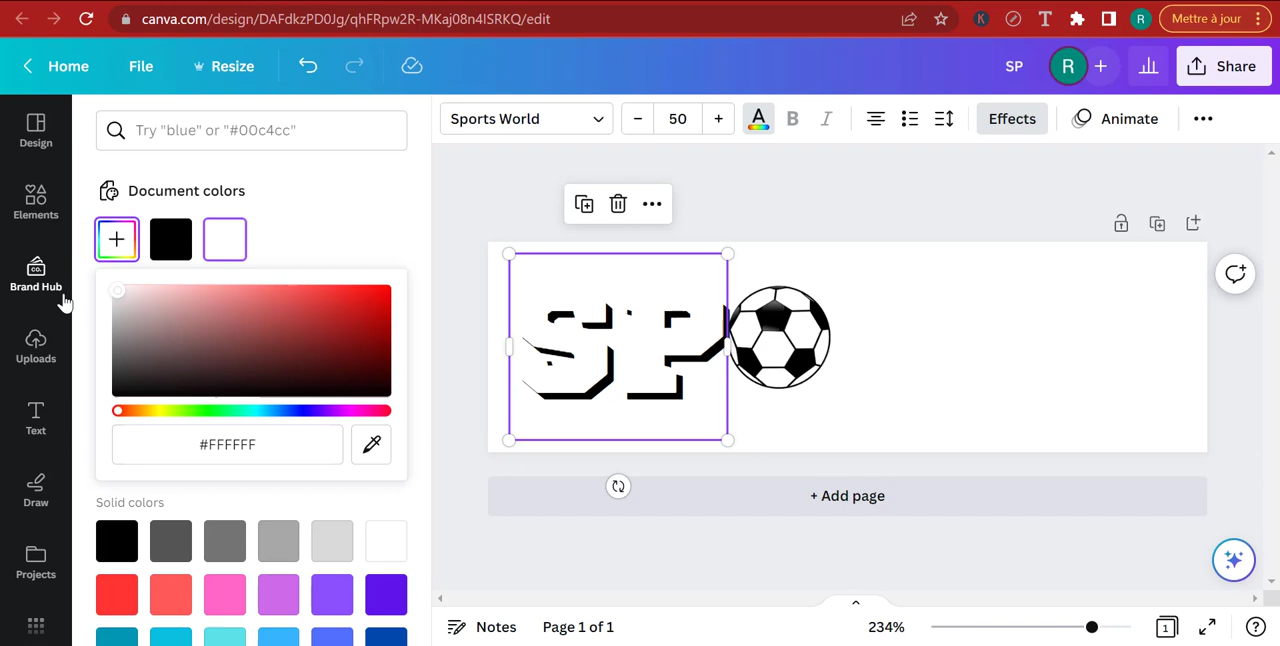 canva.com/design/DAFdkzPD0Jg/qhFRpw2R-MKaj08n4ISRKQ/edit
K
T
R
Mettre à jour
Home
File
Resize
SP
R
+
Share
Design
Elements
CO.
Brand Hub
Uploads
Text
Draw
Projects
Try "blue" or "#00c4cc"
Document colors
#FFFFFF
Solid colors
Sports World
- 50 +
A
B
I
Effects
Animate
SP
+ Add page
Notes
Page 1 of 1
234%
1
?